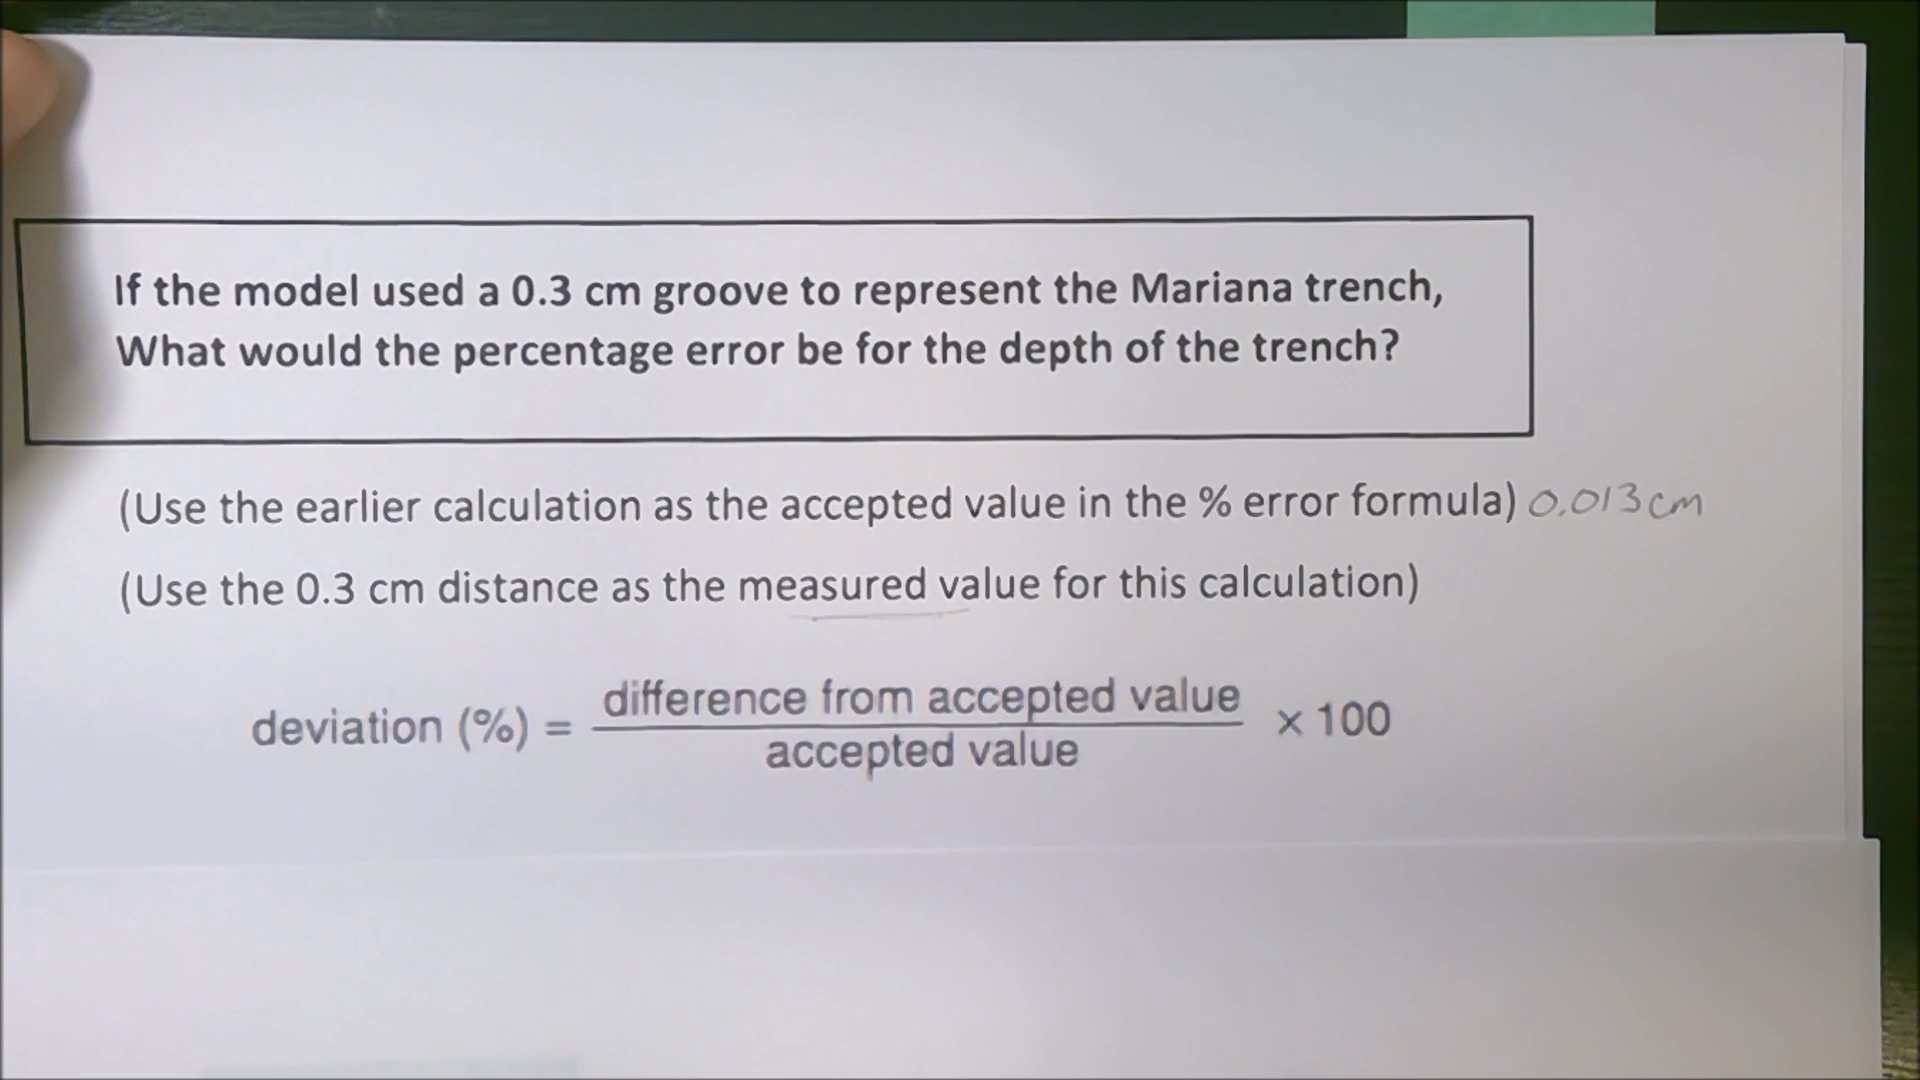 If the model used a 0.3 cm groove to represent the Mariana trench,
What would the percentage error be for the depth of the trench?
(Use the earlier calculation as the accepted value in the % error formula) 0.013cm
(Use the 0.3 cm distance as the measured value for this calculation)
deviation (%) = difference from accepted value / accepted value × 100